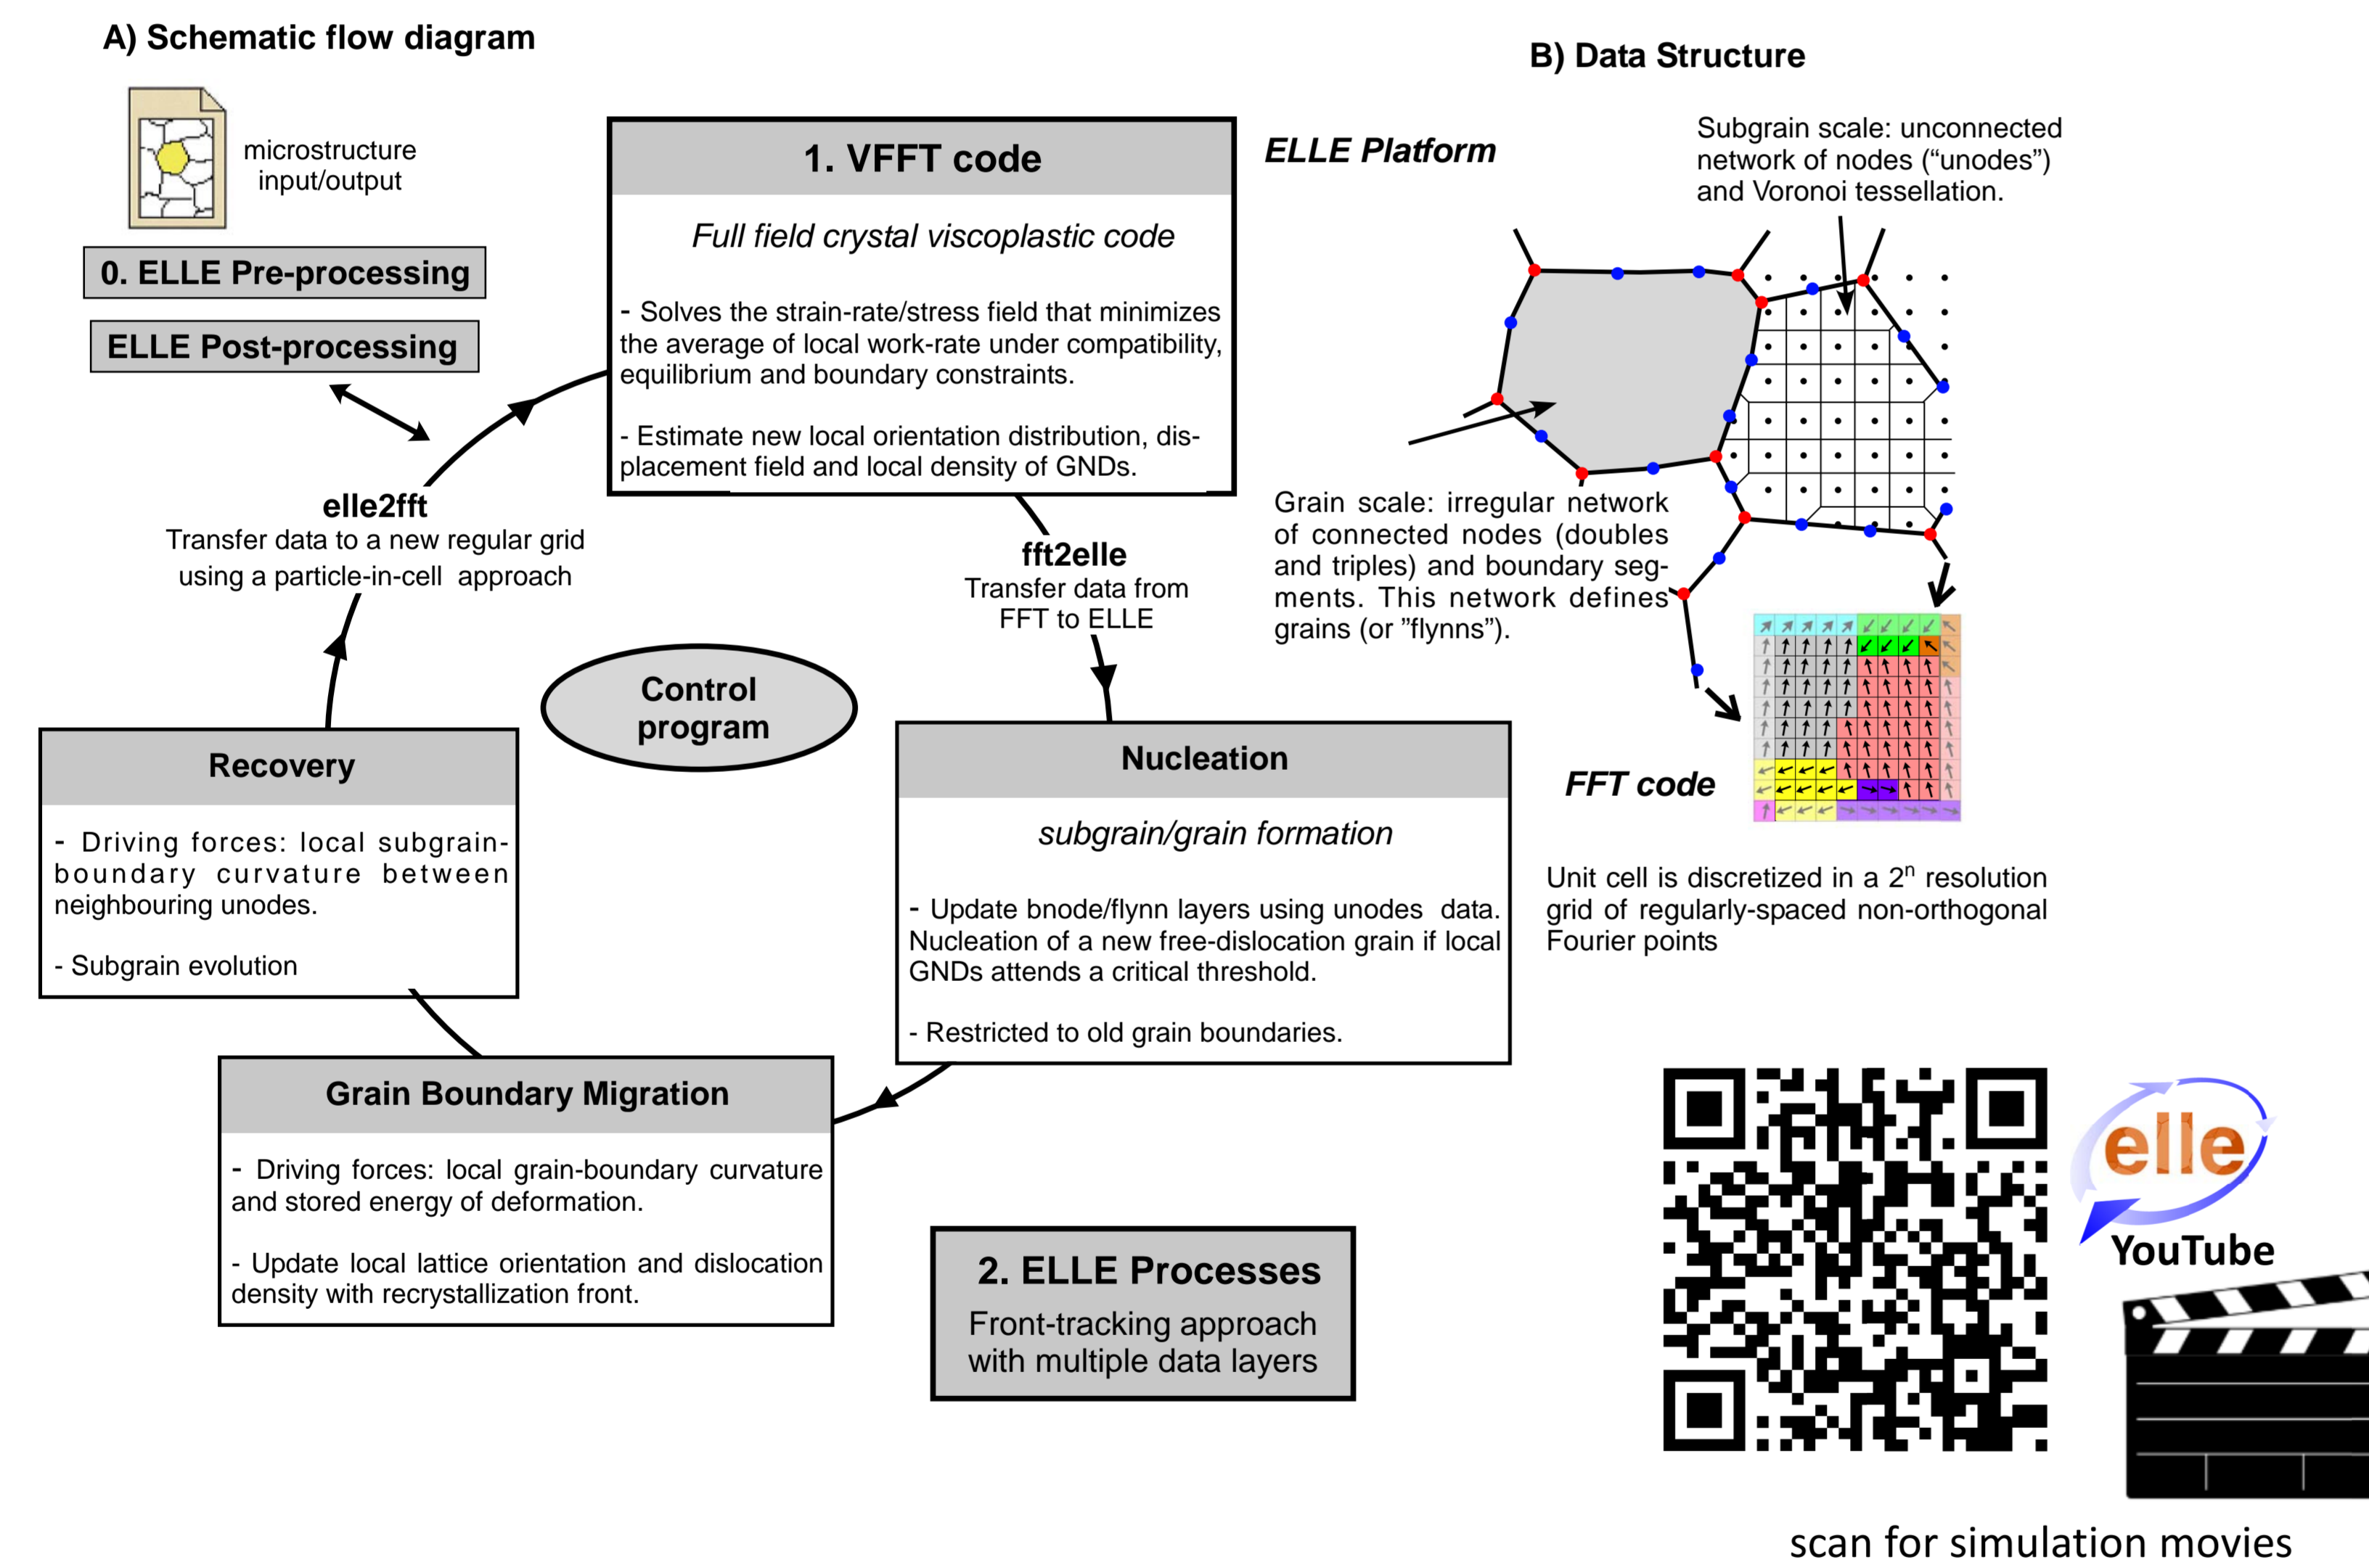 A) Schematic flow diagram
microstructure
input/output
0. ELLE Pre-processing
ELLE Post-processing
1. VFFT code
Full field crystal viscoplastic code
- Solves the strain-rate/stress field that minimizes
the average of local work-rate under compatibility,
equilibrium and boundary constraints.
- Estimate new local orientation distribution, dis-
placement field and local density of GNDs.
elle2fft
Transfer data to a new regular grid
using a particle-in-cell approach
fft2elle
Transfer data from
FFT to ELLE
Control
program
Recovery
- Driving forces: local subgrain-
boundary curvature between
neighbouring unodes.
- Subgrain evolution
Nucleation
subgrain/grain formation
- Update bnode/flynn layers using unodes data.
Nucleation of a new free-dislocation grain if local
GNDs attends a critical threshold.
- Restricted to old grain boundaries.
Grain Boundary Migration
- Driving forces: local grain-boundary curvature
and stored energy of deformation.
- Update local lattice orientation and dislocation
density with recrystallization front.
2. ELLE Processes
Front-tracking approach
with multiple data layers
B) Data Structure
ELLE Platform
Subgrain scale: unconnected
network of nodes (“unodes”)
and Voronoi tessellation.
Grain scale: irregular network
of connected nodes (doubles
and triples) and boundary seg-
ments. This network defines
grains (or ”flynns”).
FFT code
Unit cell is discretized in a 2ⁿ resolution
grid of regularly-spaced non-orthogonal
Fourier points
elle
YouTube
scan for simulation movies